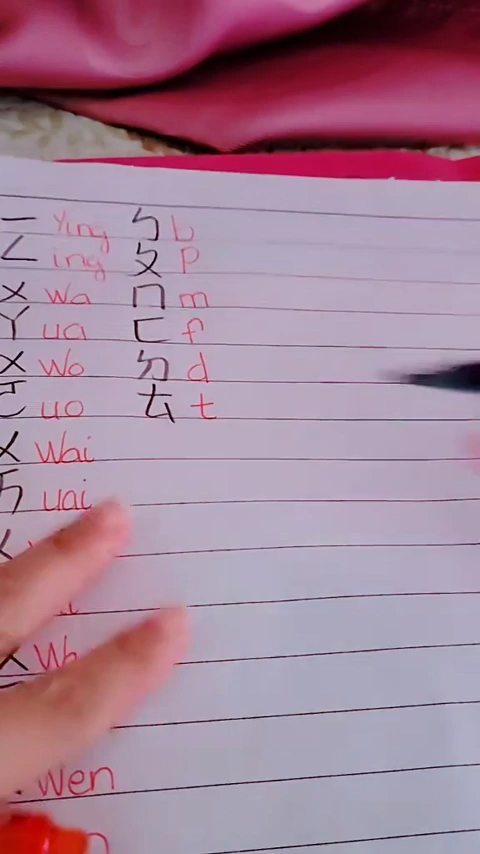 ㄧ Ying ㄅ b
ㄥ ing ㄆ p
ㄨ Wa ㄇ m
ㄚ ua ㄈ f
ㄨ Wo ㄉ d
ㄛ uo ㄊ t
ㄨ Wai
ㄞ uai
ㄨ
Wen